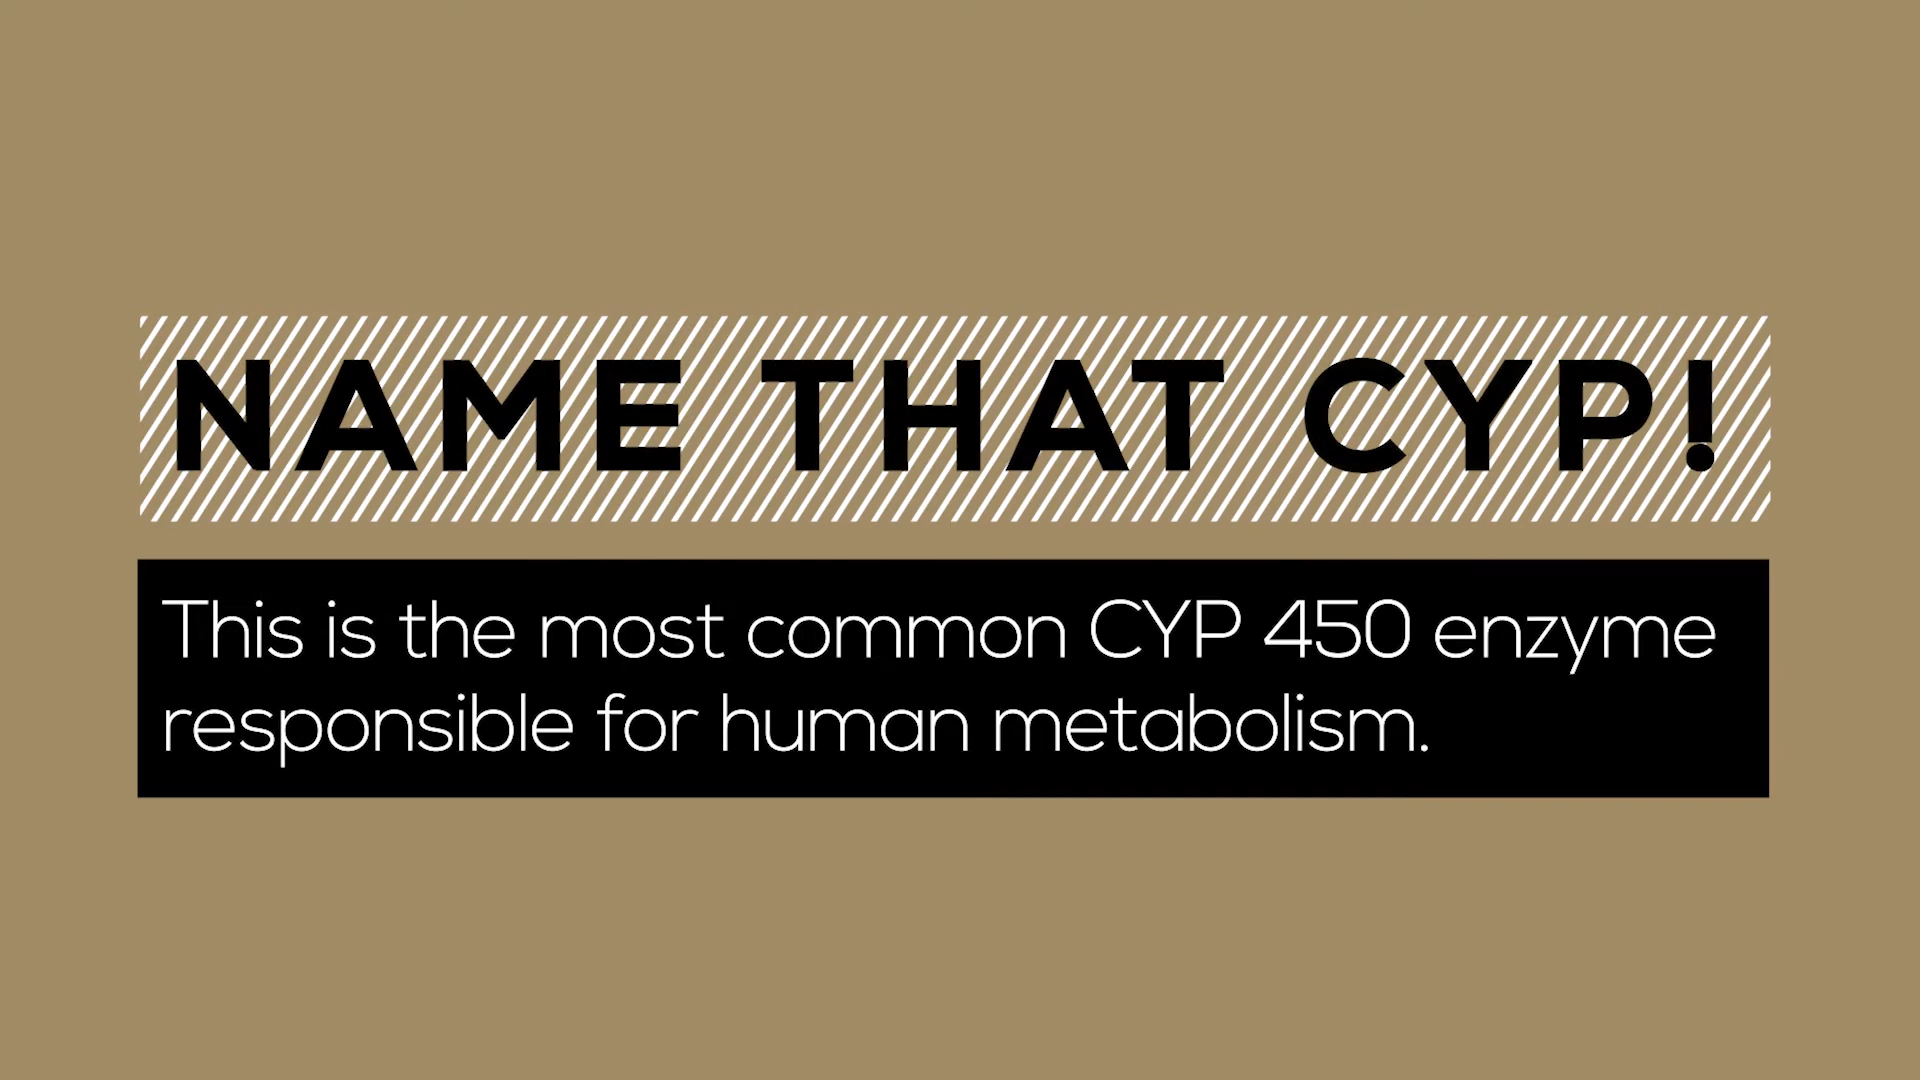 NAME THAT CYP!
This is the most common CYP 450 enzyme
responsible for human metabolism.